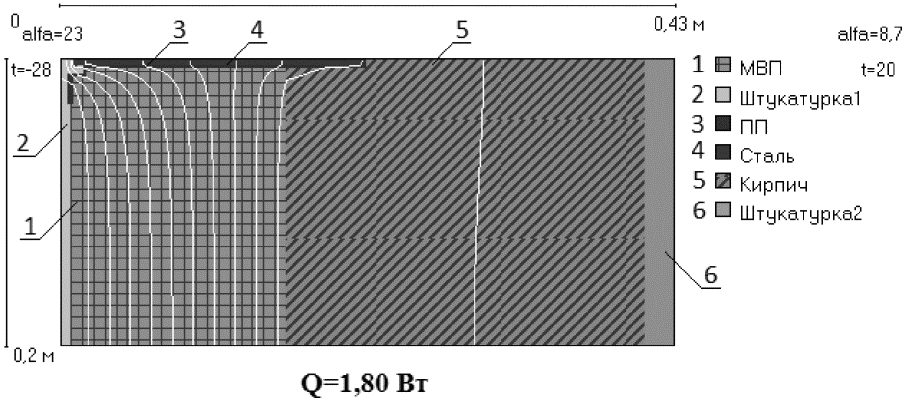 0
0,43 м
alfa=23
3
4
5
alfa=8,7
t=-28
t=20
1 МВП
2 Штукатурка1
3 ПП
4 Сталь
5 Кирпич
6 Штукатурка2
2
1
6
0,2 м
Q=1,80 Вт